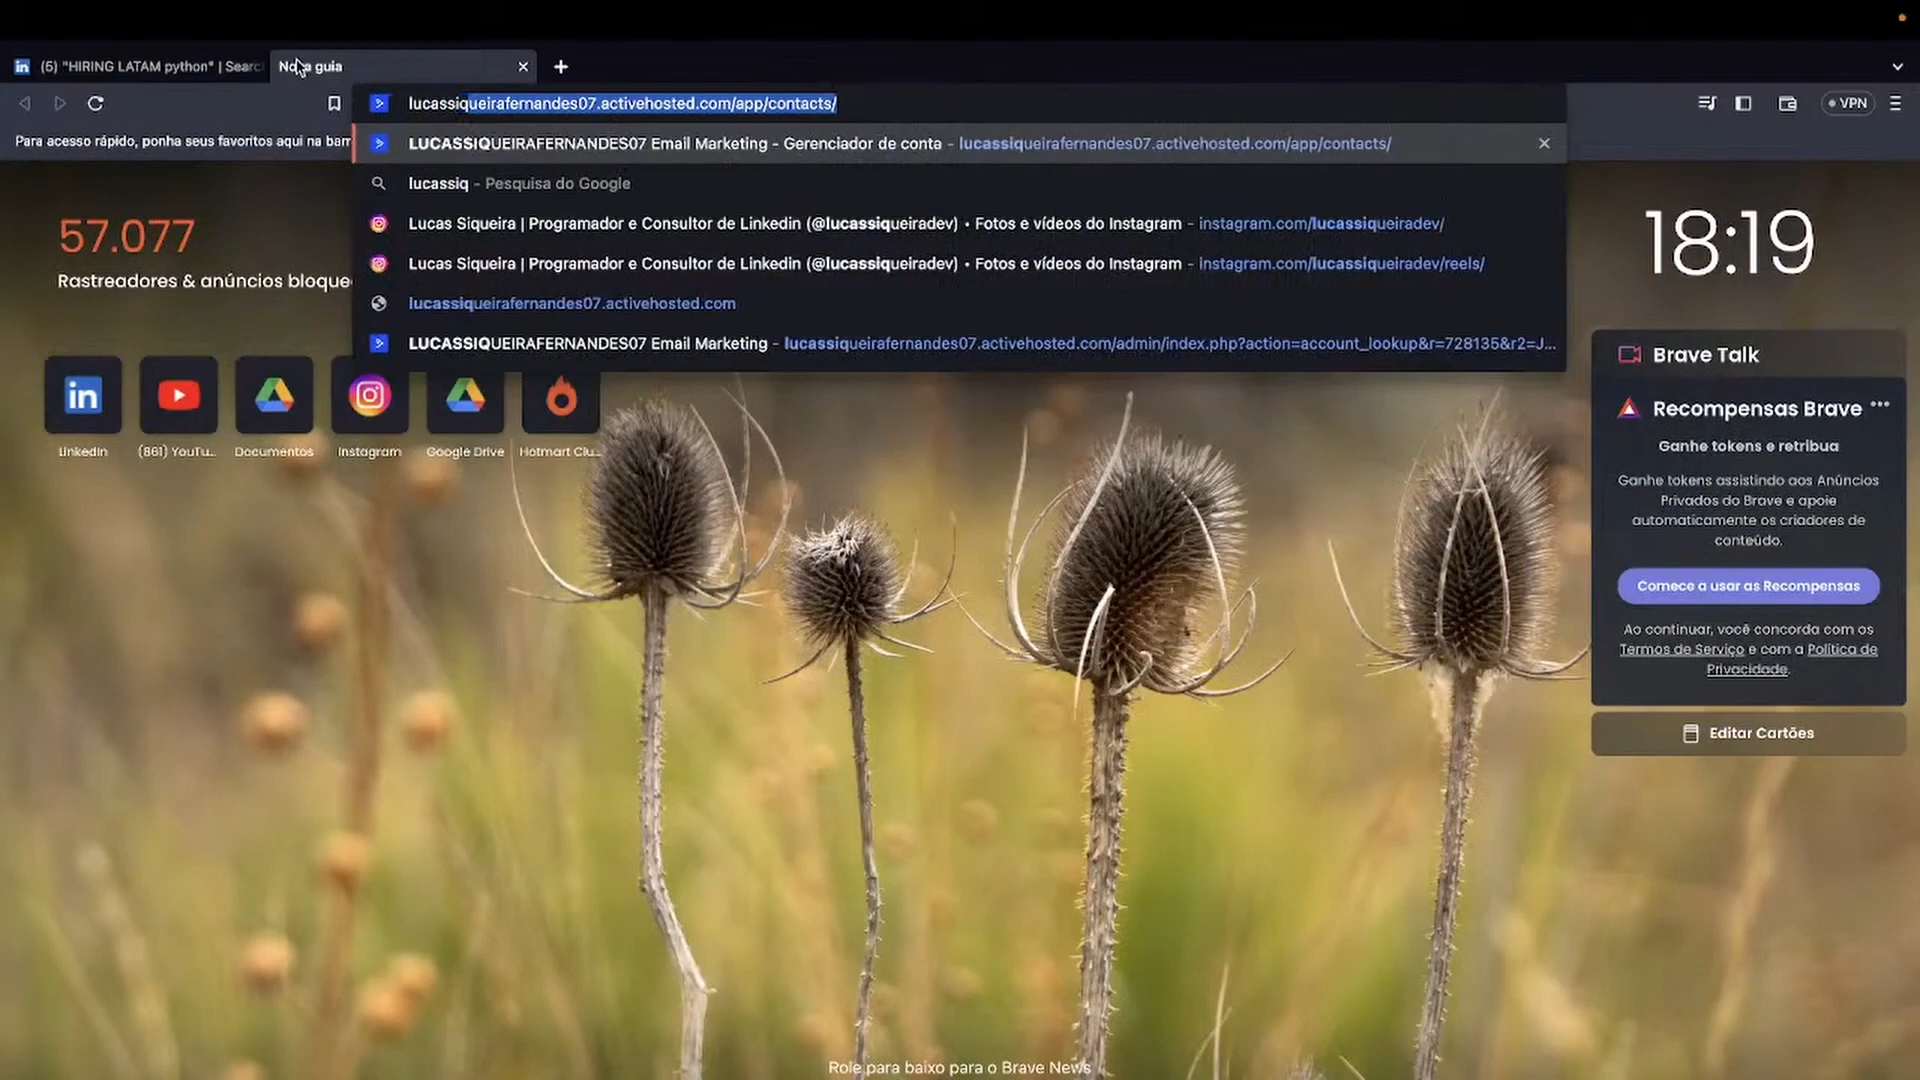 (5) "HIRING LATAM python" | Searc
Nova guia
lucassiqueirafernandes07.activehosted.com/app/contacts/
VPN
Para acesso rápido, ponha seus favoritos aqui na barr
LUCASSIQUEIRAFERNANDES07 Email Marketing - Gerenciador de conta - lucassiqueirafernandes07.activehosted.com/app/contacts/
lucassiq - Pesquisa do Google
Lucas Siqueira | Programador e Consultor de Linkedin (@lucassiqueiradev) • Fotos e vídeos do Instagram - instagram.com/lucassiqueiradev/
Lucas Siqueira | Programador e Consultor de Linkedin (@lucassiqueiradev) • Fotos e vídeos do Instagram - instagram.com/lucassiqueiradev/reels/
lucassiqueirafernandes07.activehosted.com
LUCASSIQUEIRAFERNANDES07 Email Marketing - lucassiqueirafernandes07.activehosted.com/admin/index.php?action=account_lookup&r=728135&r2=J...
57.077
Rastreadores & anúncios bloque
18:19
LinkedIn
(861) YouTu...
Documentos
Instagram
Google Drive
Hotmart Clu...
Brave Talk
Recompensas Brave
Ganhe tokens e retribua
Ganhe tokens assistindo aos Anúncios
Privados do Brave e apoie
automaticamente os criadores de
conteúdo.
Comece a usar as Recompensas
Ao continuar, você concorda com os
Termos de Serviço e com a Política de
Privacidade.
Editar Cartões
Role para baixo para o Brave News